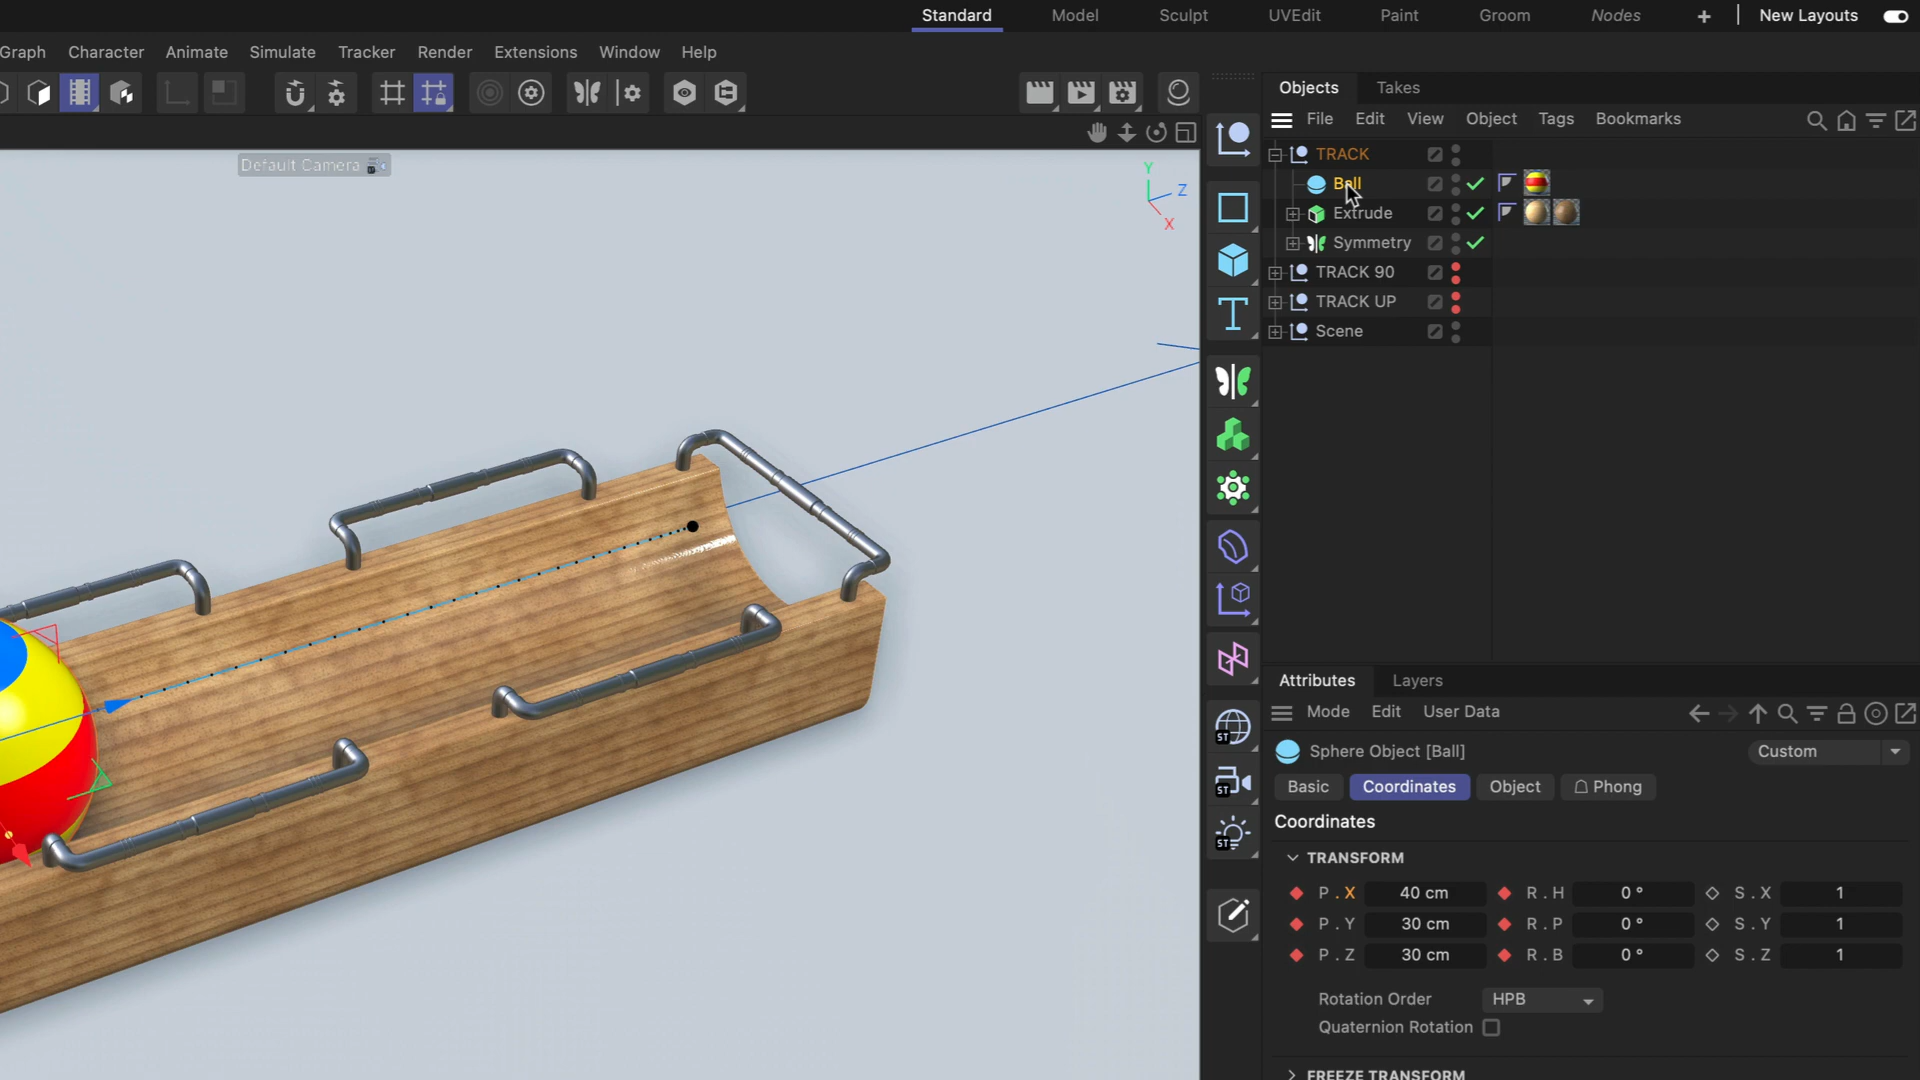 Standard Model Sculpt UVEdit Paint Groom Nodes + New Layouts
Graph Character Animate Simulate Tracker Render Extensions Window Help
Objects Takes
File Edit View Object Tags Bookmarks
Default Camera
Y
Z
X
TRACK
Ball
Extrude
Symmetry
TRACK 90
TRACK UP
Scene
T
ST
ST
ST
Attributes Layers
Mode Edit User Data
Sphere Object [Ball] Custom
Basic Coordinates Object Phong
Coordinates
TRANSFORM
P . X 40 cm R . H 0 ° S . X 1
P . Y 30 cm R . P 0 ° S . Y 1
P . Z 30 cm R . B 0 ° S . Z 1
Rotation Order HPB
Quaternion Rotation
FREEZE TRANSFORM